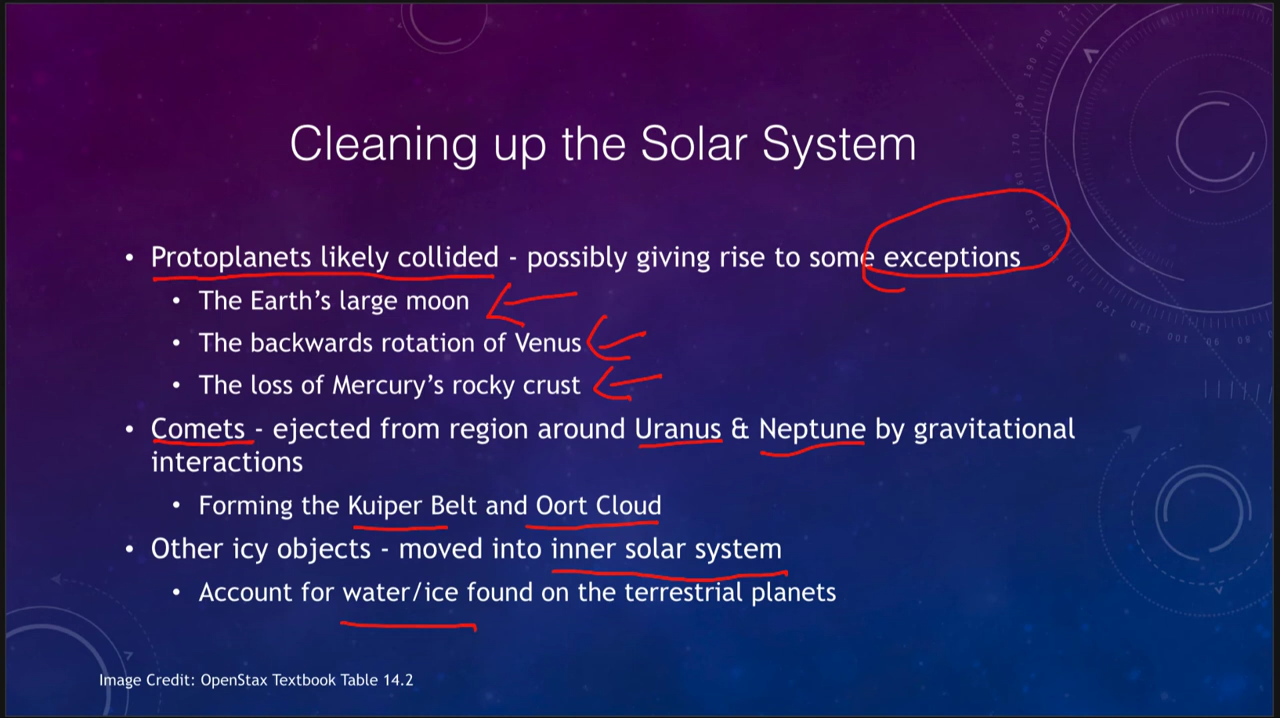 Cleaning up the Solar System
• Protoplanets likely collided - possibly giving rise to some exceptions
• The Earth's large moon
• The backwards rotation of Venus
• The loss of Mercury's rocky crust
• Comets - ejected from region around Uranus & Neptune by gravitational
interactions
• Forming the Kuiper Belt and Oort Cloud
• Other icy objects - moved into inner solar system
• Account for water/ice found on the terrestrial planets
Image Credit: OpenStax Textbook Table 14.2